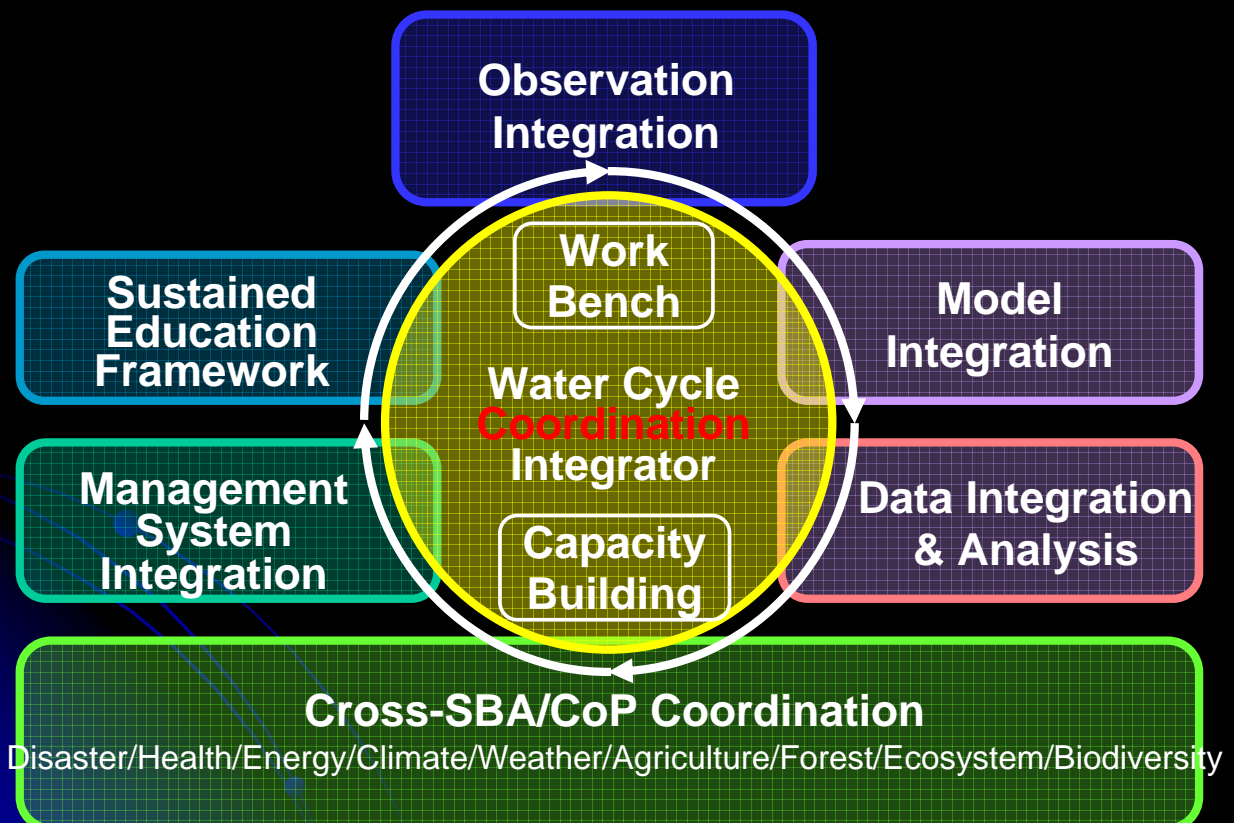 Observation
Integration
Work
Bench
Sustained
Education
Framework
Model
Integration
Water Cycle
Coordination
Integrator
Management
System
Integration
Data Integration
& Analysis
Capacity
Building
Cross-SBA/CoP Coordination
Disaster/Health/Energy/Climate/Weather/Agriculture/Forest/Ecosystem/Biodiversity